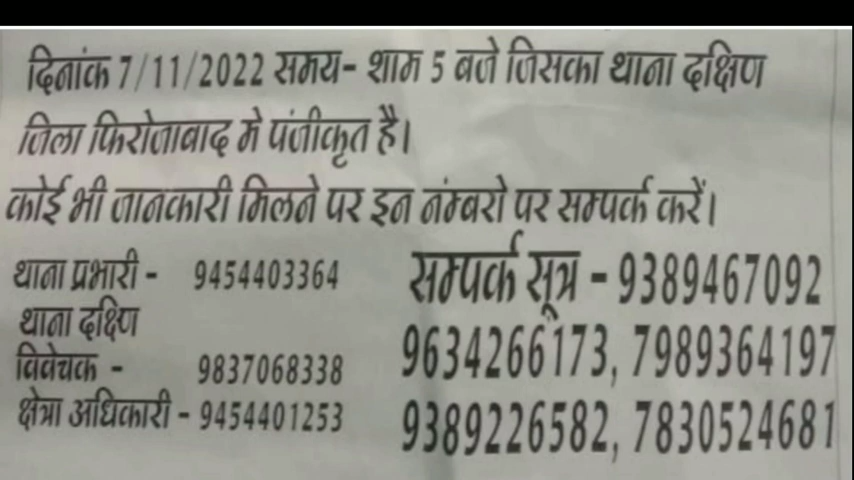 दिनांक 7/11/2022 समय- शाम 5 बजे जिसका थाना दक्षिण
जिला फिरोजाबाद मे पंजीकृत है।
कोई भी जानकारी मिलने पर इन नंम्बरो पर सम्पर्क करें।
थाना प्रभारी - 9454403364
थाना दक्षिण
विवेचक - 9837068338
क्षेत्रा अधिकारी - 9454401253
सम्पर्क सूत्र - 9389467092
9634266173, 7989364197
9389226582, 7830524681